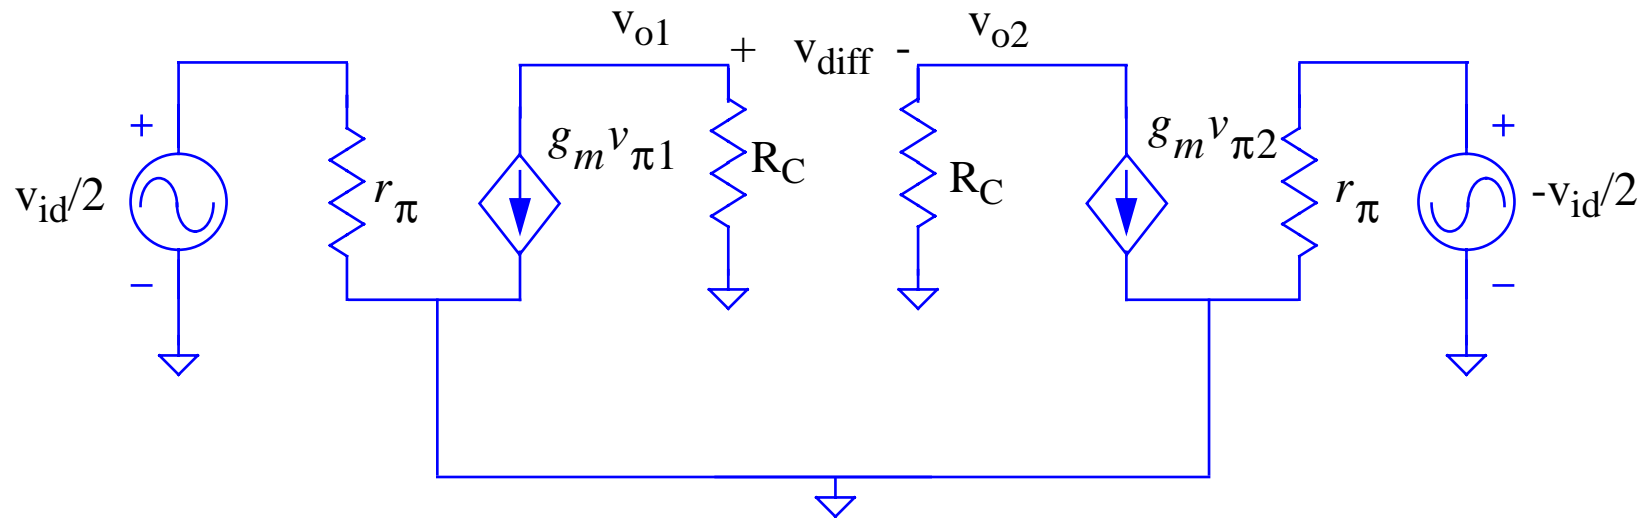 v_o1 + v_diff - v_o2
+ g_m v_π1 g_m v_π2 +
v_id/2 r_π R_C R_C r_π -v_id/2
− −